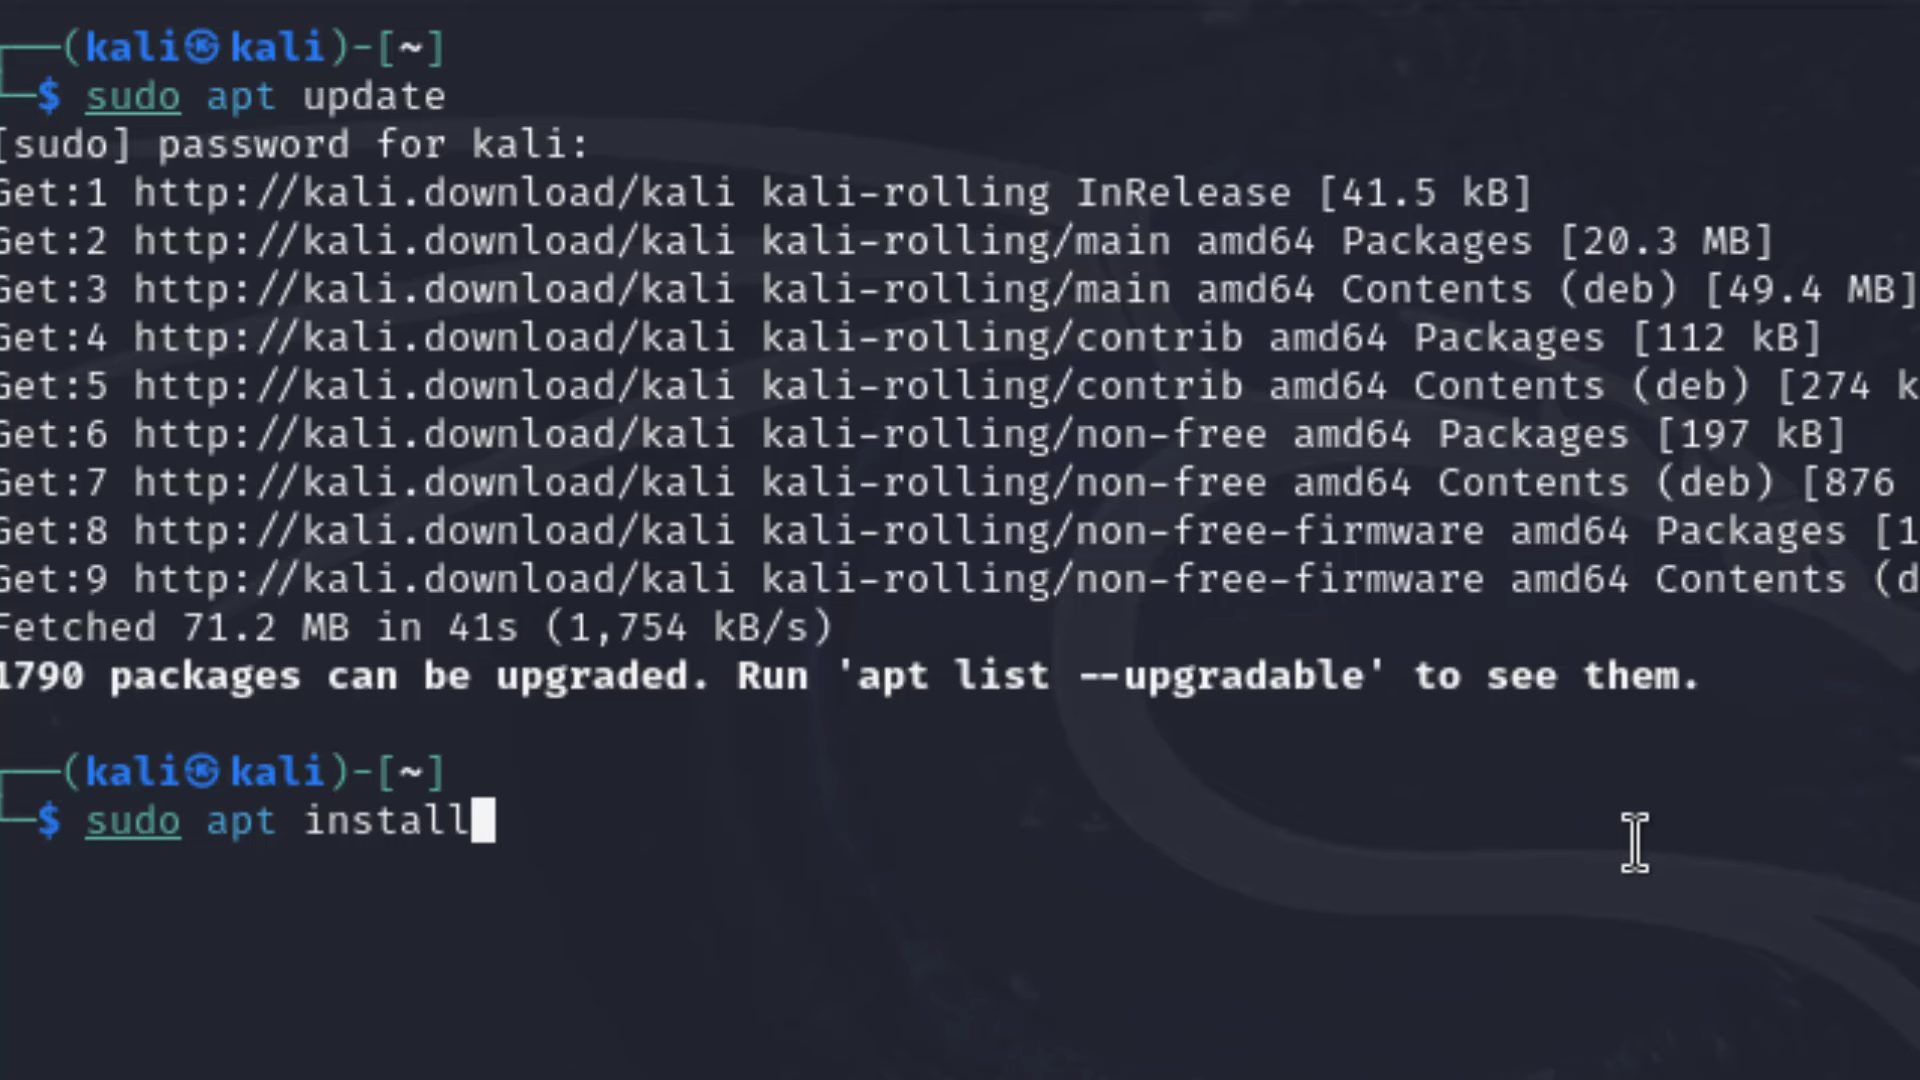 (kali㉿kali)-[~]
$ sudo apt update
[sudo] password for kali:
Get:1 http://kali.download/kali kali-rolling InRelease [41.5 kB]
Get:2 http://kali.download/kali kali-rolling/main amd64 Packages [20.3 MB]
Get:3 http://kali.download/kali kali-rolling/main amd64 Contents (deb) [49.4 MB]
Get:4 http://kali.download/kali kali-rolling/contrib amd64 Packages [112 kB]
Get:5 http://kali.download/kali kali-rolling/contrib amd64 Contents (deb) [274 k
Get:6 http://kali.download/kali kali-rolling/non-free amd64 Packages [197 kB]
Get:7 http://kali.download/kali kali-rolling/non-free amd64 Contents (deb) [876
Get:8 http://kali.download/kali kali-rolling/non-free-firmware amd64 Packages [1
Get:9 http://kali.download/kali kali-rolling/non-free-firmware amd64 Contents (d
Fetched 71.2 MB in 41s (1,754 kB/s)
1790 packages can be upgraded. Run 'apt list --upgradable' to see them.
(kali㉿kali)-[~]
$ sudo apt install